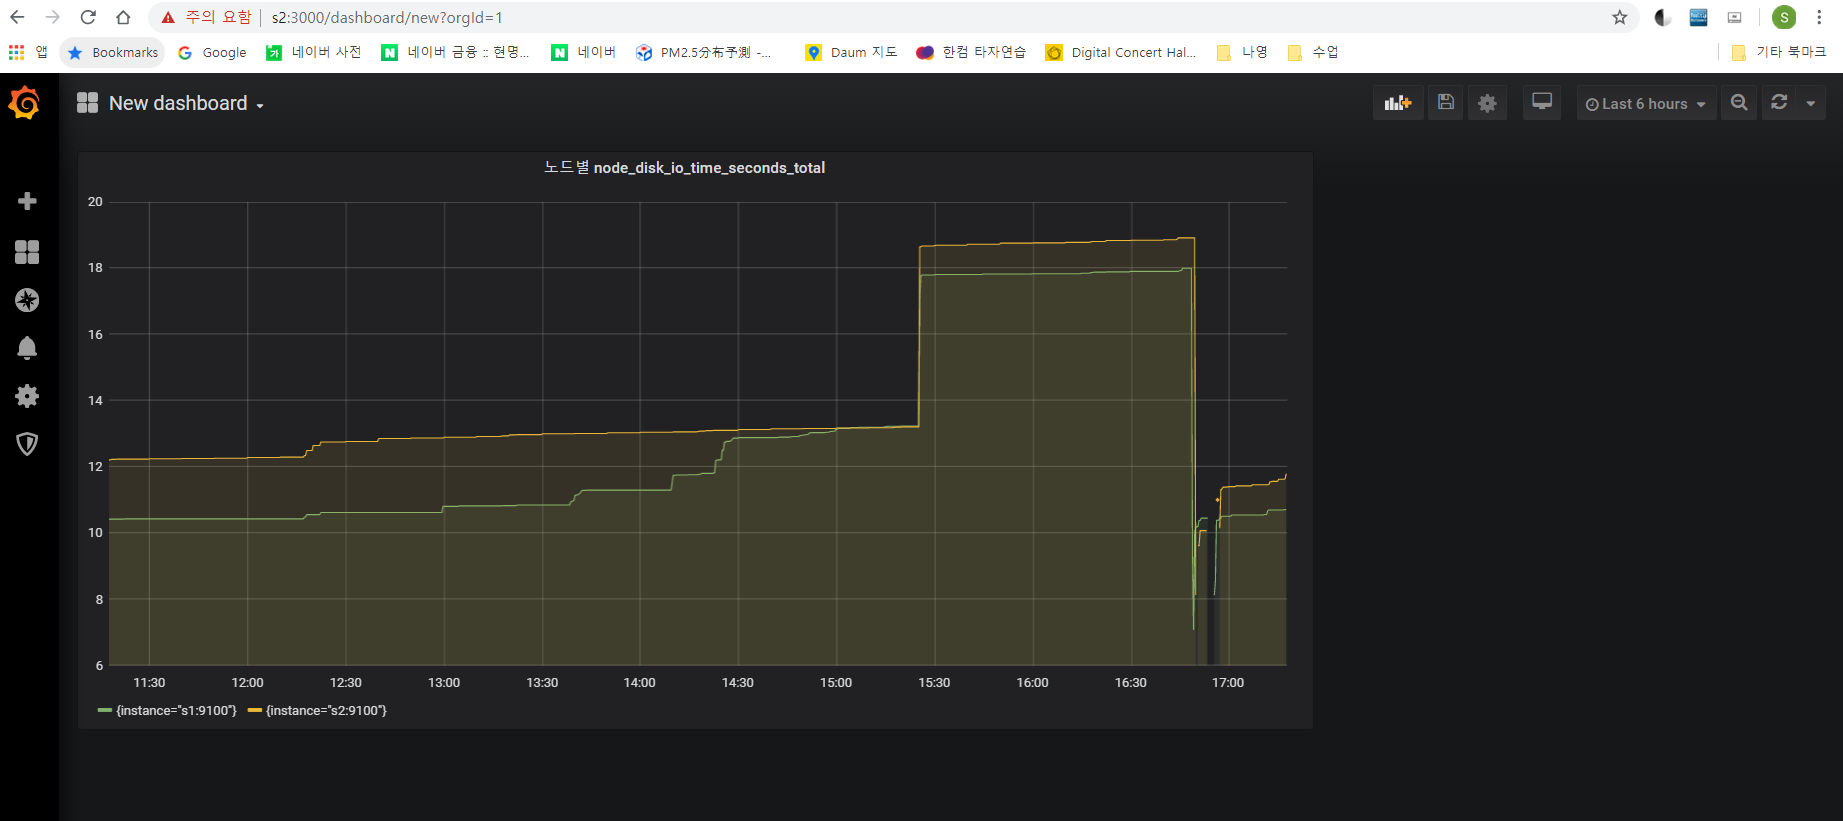 주의 요함 s2:3000/dashboard/new?orgId=1
S
앱 Bookmarks Google 네이버 사전 네이버 금융 :: 현명... 네이버 PM2.5分布予測 -... Daum 지도 한컴 타자연습 Digital Concert Hal... 나영 수업 기타 북마크
New dashboard Last 6 hours
노드별 node_disk_io_time_seconds_total
20
18
16
14
12
10
8
6
11:30 12:00 12:30 13:00 13:30 14:00 14:30 15:00 15:30 16:00 16:30 17:00
{instance="s1:9100"} {instance="s2:9100"}